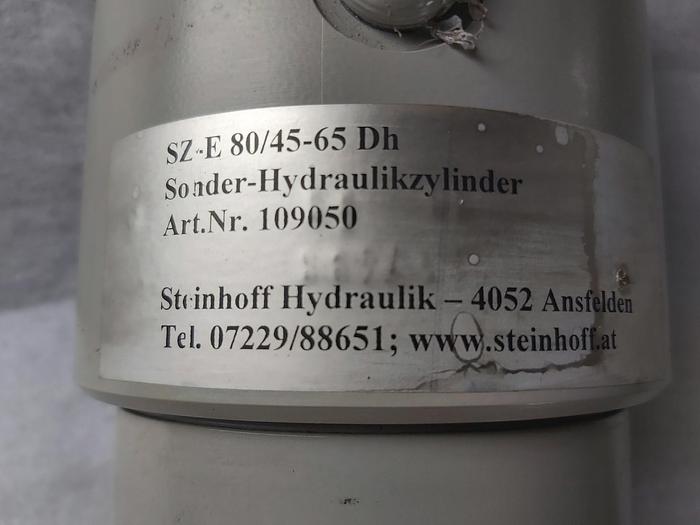 SZ-E 80/45-65 Dh
Sonder-Hydraulikzylinder
Art.Nr. 109050
Steinhoff Hydraulik – 4052 Ansfelden
Tel. 07229/88651; www.steinhoff.at